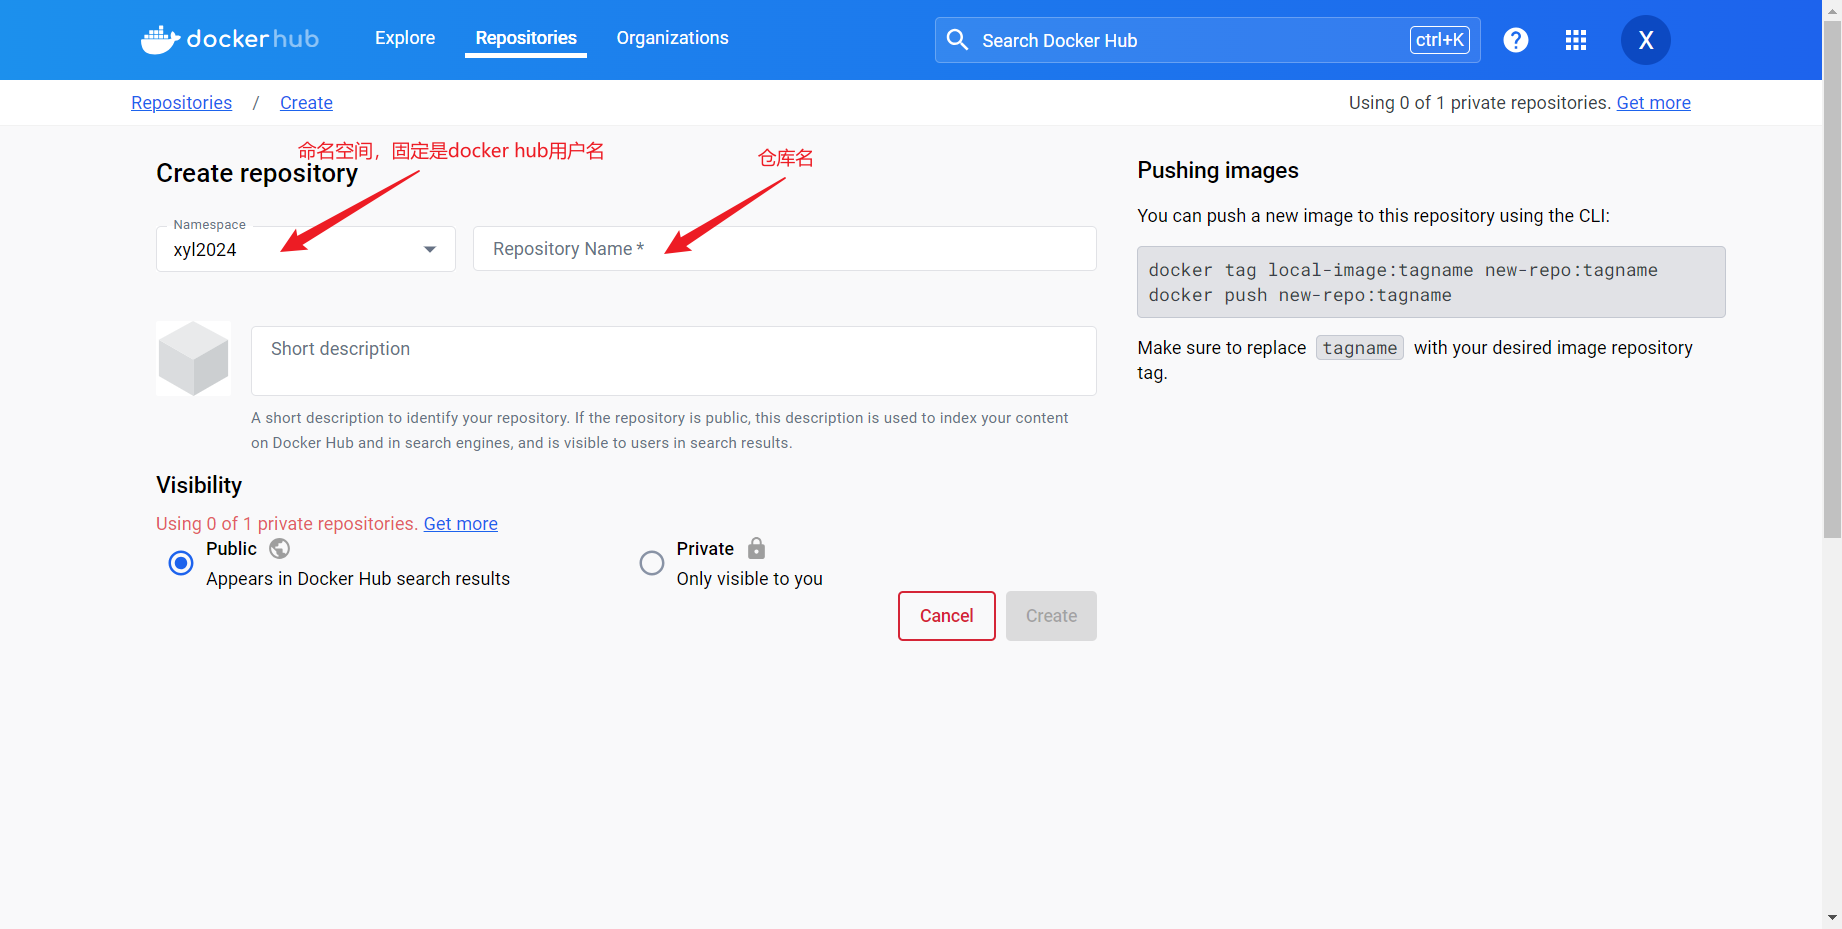 docker hub
Explore
Repositories
Organizations
Search Docker Hub
ctrl+K
?
X
Repositories / Create
Using 0 of 1 private repositories. Get more
命名空间，固定是docker hub用户名
仓库名
Create repository
Namespace
xyl2024
Repository Name *
Short description
A short description to identify your repository. If the repository is public, this description is used to index your content
on Docker Hub and in search engines, and is visible to users in search results.
Visibility
Using 0 of 1 private repositories. Get more
Public
Appears in Docker Hub search results
Private
Only visible to you
Cancel
Create
Pushing images
You can push a new image to this repository using the CLI:
docker tag local-image:tagname new-repo:tagname
docker push new-repo:tagname
Make sure to replace tagname with your desired image repository
tag.